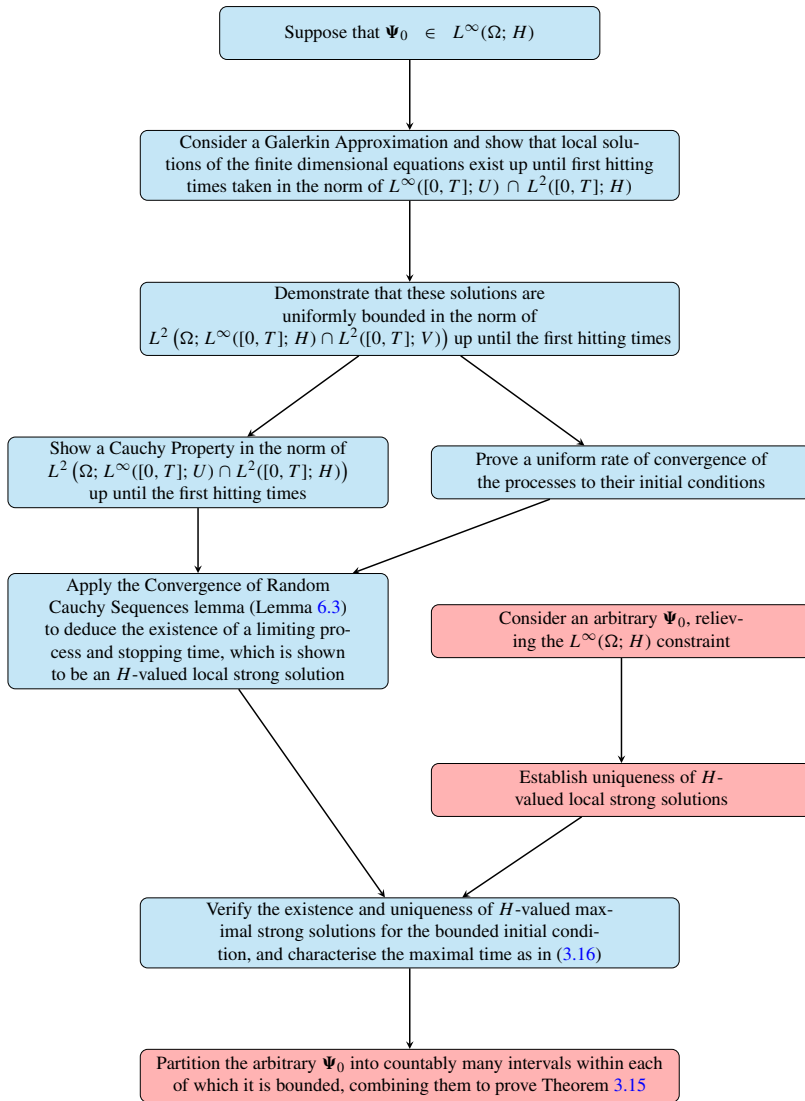 Suppose that Ψ₀ ∈ L^∞(Ω; H)
Consider a Galerkin Approximation and show that local solu-
tions of the finite dimensional equations exist up until first hitting
times taken in the norm of L^∞([0, T]; U) ∩ L²([0, T]; H)
Demonstrate that these solutions are
uniformly bounded in the norm of
L² (Ω; L^∞([0, T]; H) ∩ L²([0, T]; V)) up until the first hitting times
Show a Cauchy Property in the norm of
L² (Ω; L^∞([0, T]; U) ∩ L²([0, T]; H))
up until the first hitting times
Prove a uniform rate of convergence of
the processes to their initial conditions
Apply the Convergence of Random
Cauchy Sequences lemma (Lemma 6.3)
to deduce the existence of a limiting pro-
cess and stopping time, which is shown
to be an H-valued local strong solution
Consider an arbitrary Ψ₀, reliev-
ing the L^∞(Ω; H) constraint
Establish uniqueness of H-
valued local strong solutions
Verify the existence and uniqueness of H-valued max-
imal strong solutions for the bounded initial condi-
tion, and characterise the maximal time as in (3.16)
Partition the arbitrary Ψ₀ into countably many intervals within each
of which it is bounded, combining them to prove Theorem 3.15